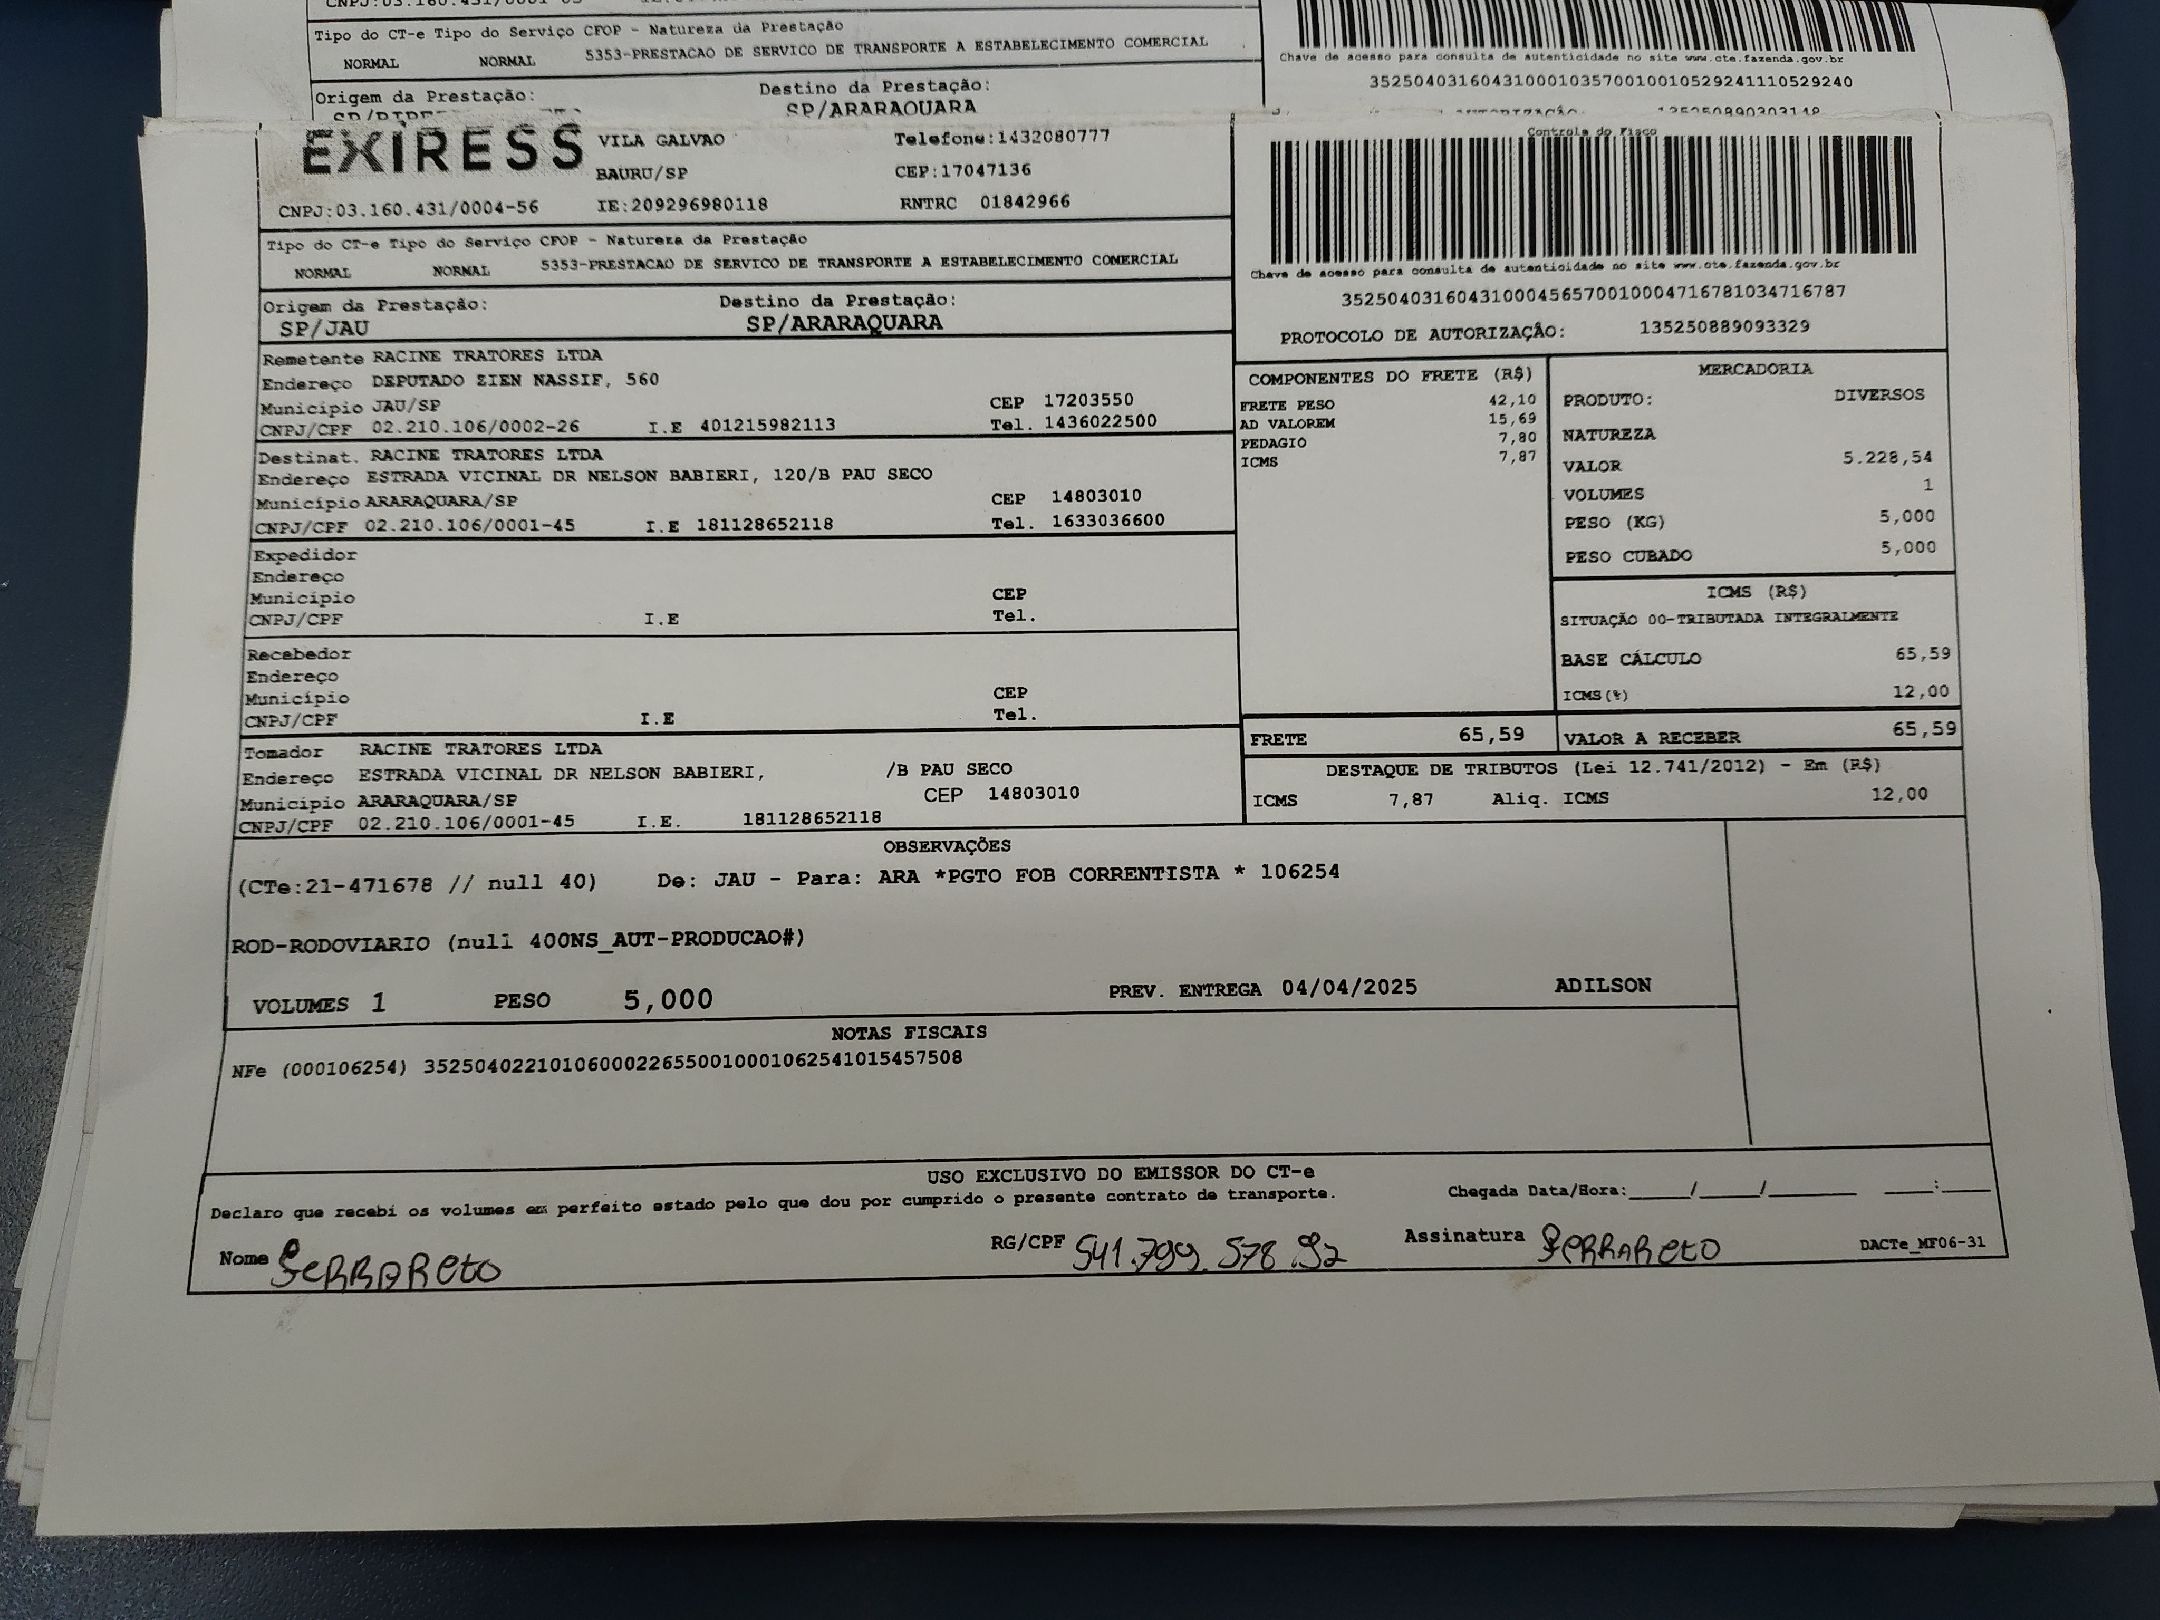 Tipo do CT-e Tipo do Serviço CFOP - Natureza da Prestação
NORMAL NORMAL 5353-PRESTACAO DE SERVICO DE TRANSPORTE A ESTABELECIMENTO COMERCIAL
Origem da Prestação: Destino da Prestação:
SP/ARARAQUARA
Chave de acesso para consulta de autenticidade no site www.cte.fazenda.gov.br
35250403160431000103570010010529241110529240
135250890303148
EXIRESS
VILA GALVAO Telefone:1432080777
BAURU/SP CEP:17047136
CNPJ:03.160.431/0004-56 IE:209296980118 RNTRC 01842966
Controle do Fisco
Tipo do CT-e Tipo do Serviço CFOP - Natureza da Prestação
NORMAL NORMAL 5353-PRESTACAO DE SERVICO DE TRANSPORTE A ESTABELECIMENTO COMERCIAL
Chave de acesso para consulta de autenticidade no site www.cte.fazenda.gov.br
35250403160431000456570010004716781034716787
PROTOCOLO DE AUTORIZAÇÃO: 135250889093329
Origem da Prestação: Destino da Prestação:
SP/JAU SP/ARARAQUARA
Remetente RACINE TRATORES LTDA
Endereço DEPUTADO ZIEN NASSIF, 560
Município JAU/SP CEP 17203550
CNPJ/CPF 02.210.106/0002-26 I.E 401215982113 Tel. 1436022500
Destinat. RACINE TRATORES LTDA
Endereço ESTRADA VICINAL DR NELSON BABIERI, 120/B PAU SECO
Município ARARAQUARA/SP CEP 14803010
CNPJ/CPF 02.210.106/0001-45 I.E 181128652118 Tel. 1633036600
Expedidor
Endereço
Município CEP
CNPJ/CPF I.E Tel.
Recebedor
Endereço
Município CEP
CNPJ/CPF I.E Tel.
Tomador RACINE TRATORES LTDA
Endereço ESTRADA VICINAL DR NELSON BABIERI, /B PAU SECO
Município ARARAQUARA/SP CEP 14803010
CNPJ/CPF 02.210.106/0001-45 I.E. 181128652118
COMPONENTES DO FRETE (R$)
FRETE PESO 42,10
AD VALOREM 15,69
PEDAGIO 7,80
ICMS 7,87
MERCADORIA
PRODUTO: DIVERSOS
NATUREZA
VALOR 5.228,54
VOLUMES 1
PESO (KG) 5,000
PESO CUBADO 5,000
ICMS (R$)
SITUAÇÃO 00-TRIBUTADA INTEGRALMENTE
BASE CÁLCULO 65,59
ICMS(%) 12,00
FRETE 65,59 VALOR A RECEBER 65,59
DESTAQUE DE TRIBUTOS (Lei 12.741/2012) - Em (R$)
ICMS 7,87 Aliq. ICMS 12,00
OBSERVAÇÕES
(CTe:21-471678 // null 40) De: JAU - Para: ARA *PGTO FOB CORRENTISTA * 106254
ROD-RODOVIARIO (null 400NS_AUT-PRODUCAO#)
VOLUMES 1 PESO 5,000 PREV. ENTREGA 04/04/2025 ADILSON
NOTAS FISCAIS
NFe (000106254) 35250402210106000226550010001062541015457508
USO EXCLUSIVO DO EMISSOR DO CT-e
Declaro que recebi os volumes em perfeito estado pelo que dou por cumprido o presente contrato de transporte. Chegada Data/Hora:____/____/______ ____:____
Nome FERRAREto RG/CPF 541.799.578.92 Assinatura FERRAREto DACTe_MF06-31